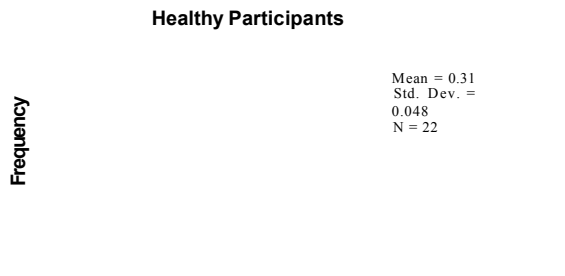 Healthy Participants
Mean = 0.31
Std. Dev. =
0.048
N = 22
Frequency